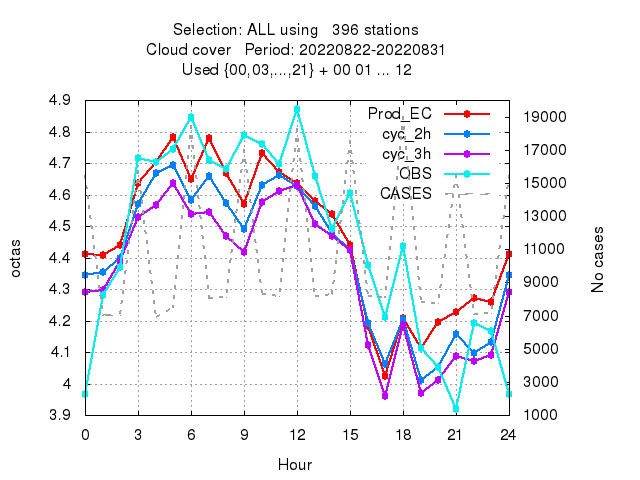 Selection: ALL using   396 stations
Cloud cover   Period: 20220822-20220831
Used {00,03,...,21} + 00 01 ... 12
Prod_EC
cyc_2h
cyc_3h
OBS
CASES
octas
4.9
4.8
4.7
4.6
4.5
4.4
4.3
4.2
4.1
4
3.9
19000
17000
15000
13000
11000
9000
7000
5000
3000
1000
No cases
0 3 6 9 12 15 18 21 24
Hour